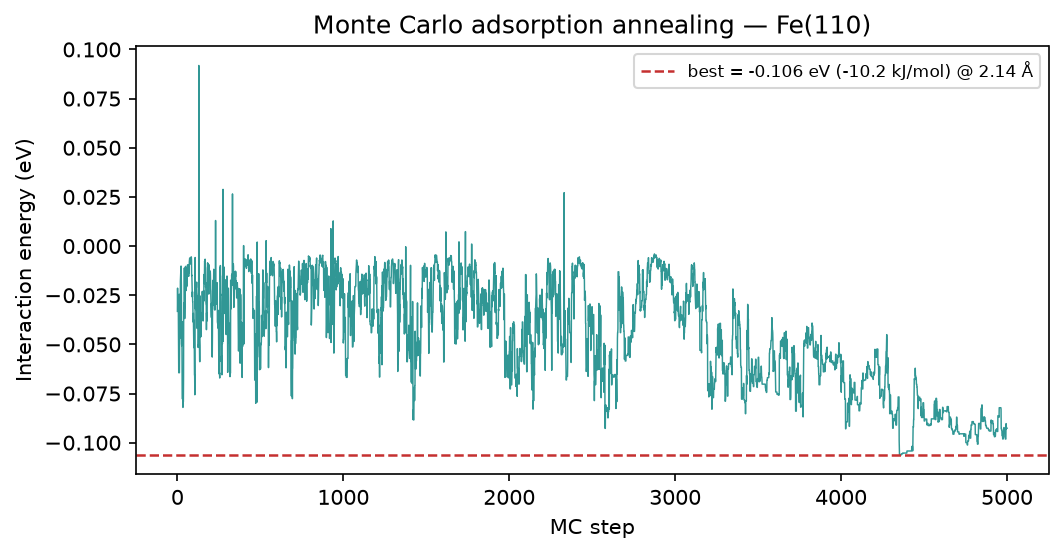 Monte Carlo adsorption annealing — Fe(110)
best = -0.106 eV (-10.2 kJ/mol) @ 2.14 Å
Interaction energy (eV)
0.100
0.075
0.050
0.025
0.000
−0.025
−0.050
−0.075
−0.100
0 1000 2000 3000 4000 5000
MC step